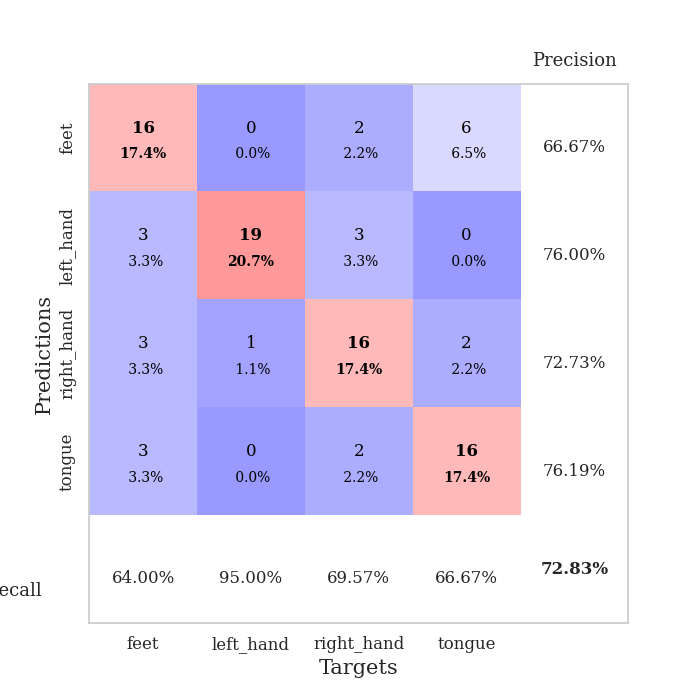 Precision
feet
16 0 2 6 66.67%
17.4% 0.0% 2.2% 6.5%
left_hand
3 19 3 0 76.00%
3.3% 20.7% 3.3% 0.0%
Predictions
right_hand
3 1 16 2 72.73%
3.3% 1.1% 17.4% 2.2%
tongue
3 0 2 16 76.19%
3.3% 0.0% 2.2% 17.4%
ecall 64.00% 95.00% 69.57% 66.67% 72.83%
feet left_hand right_hand tongue
Targets